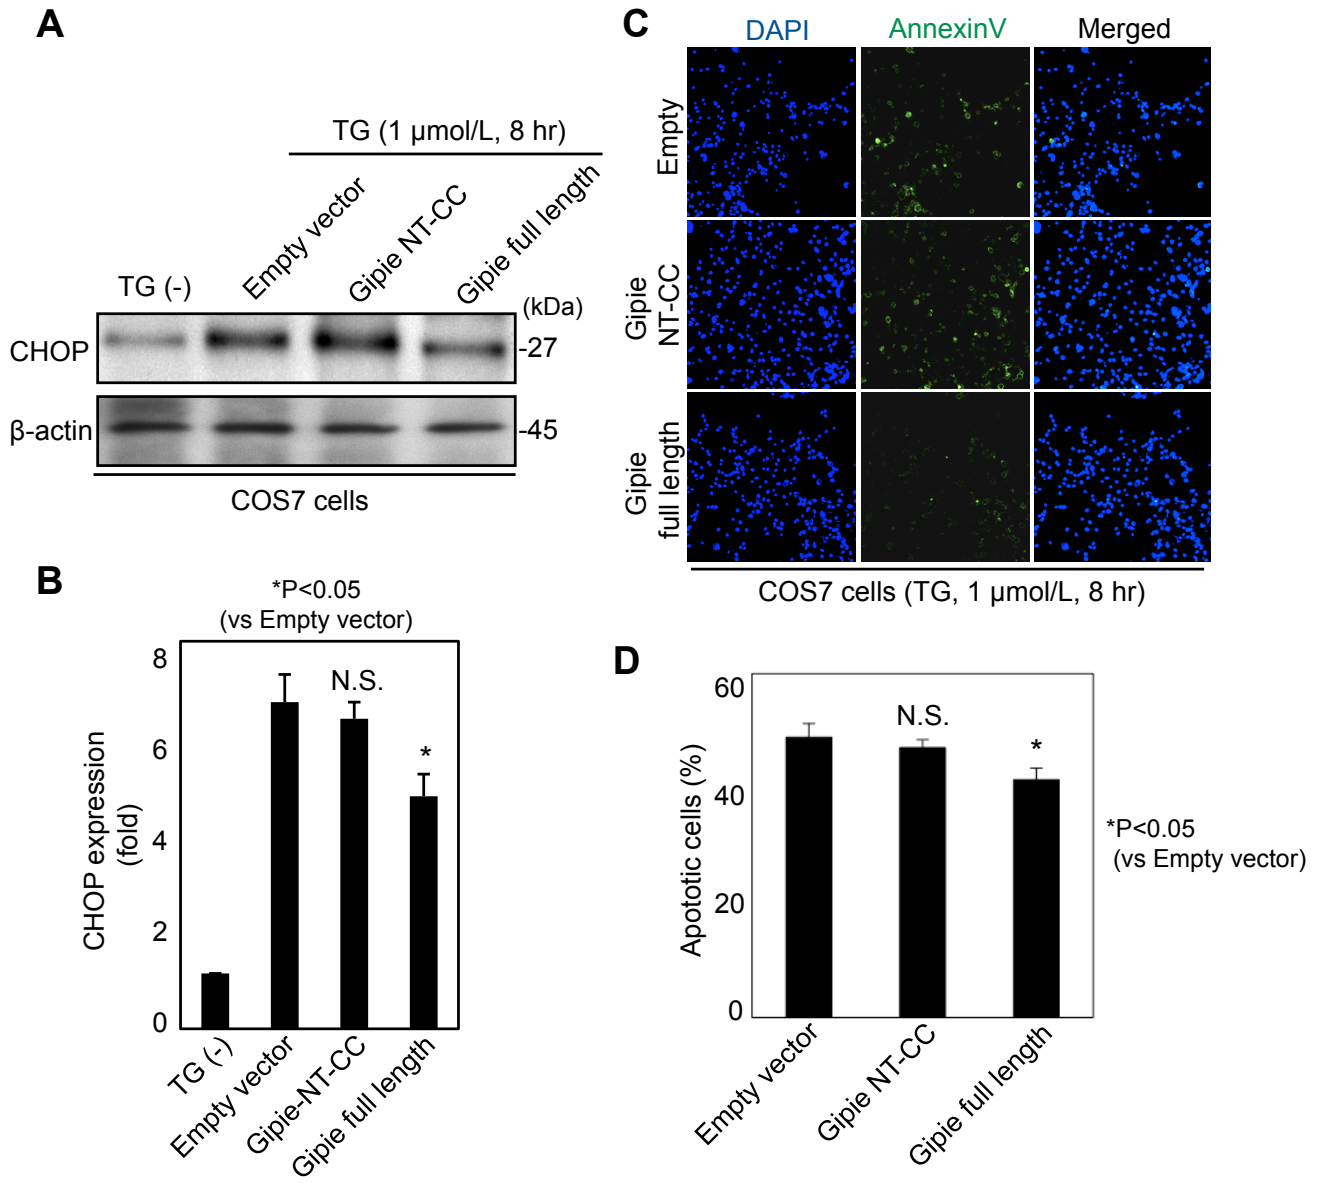 A
TG (1 μmol/L, 8 hr)
TG (-)
Empty vector
Gipie NT-CC
Gipie full length
(kDa)
CHOP
-27
β-actin
-45
COS7 cells
B
*P<0.05
(vs Empty vector)
CHOP expression
(fold)
8
6
4
2
0
N.S.
*
TG (-)
Empty vector
Gipie-NT-CC
Gipie full length
C
DAPI
AnnexinV
Merged
Empty
Gipie
NT-CC
Gipie
full length
COS7 cells (TG, 1 μmol/L, 8 hr)
D
Apototic cells (%)
60
40
20
0
N.S.
*
*P<0.05
(vs Empty vector)
Empty vector
Gipie NT-CC
Gipie full length